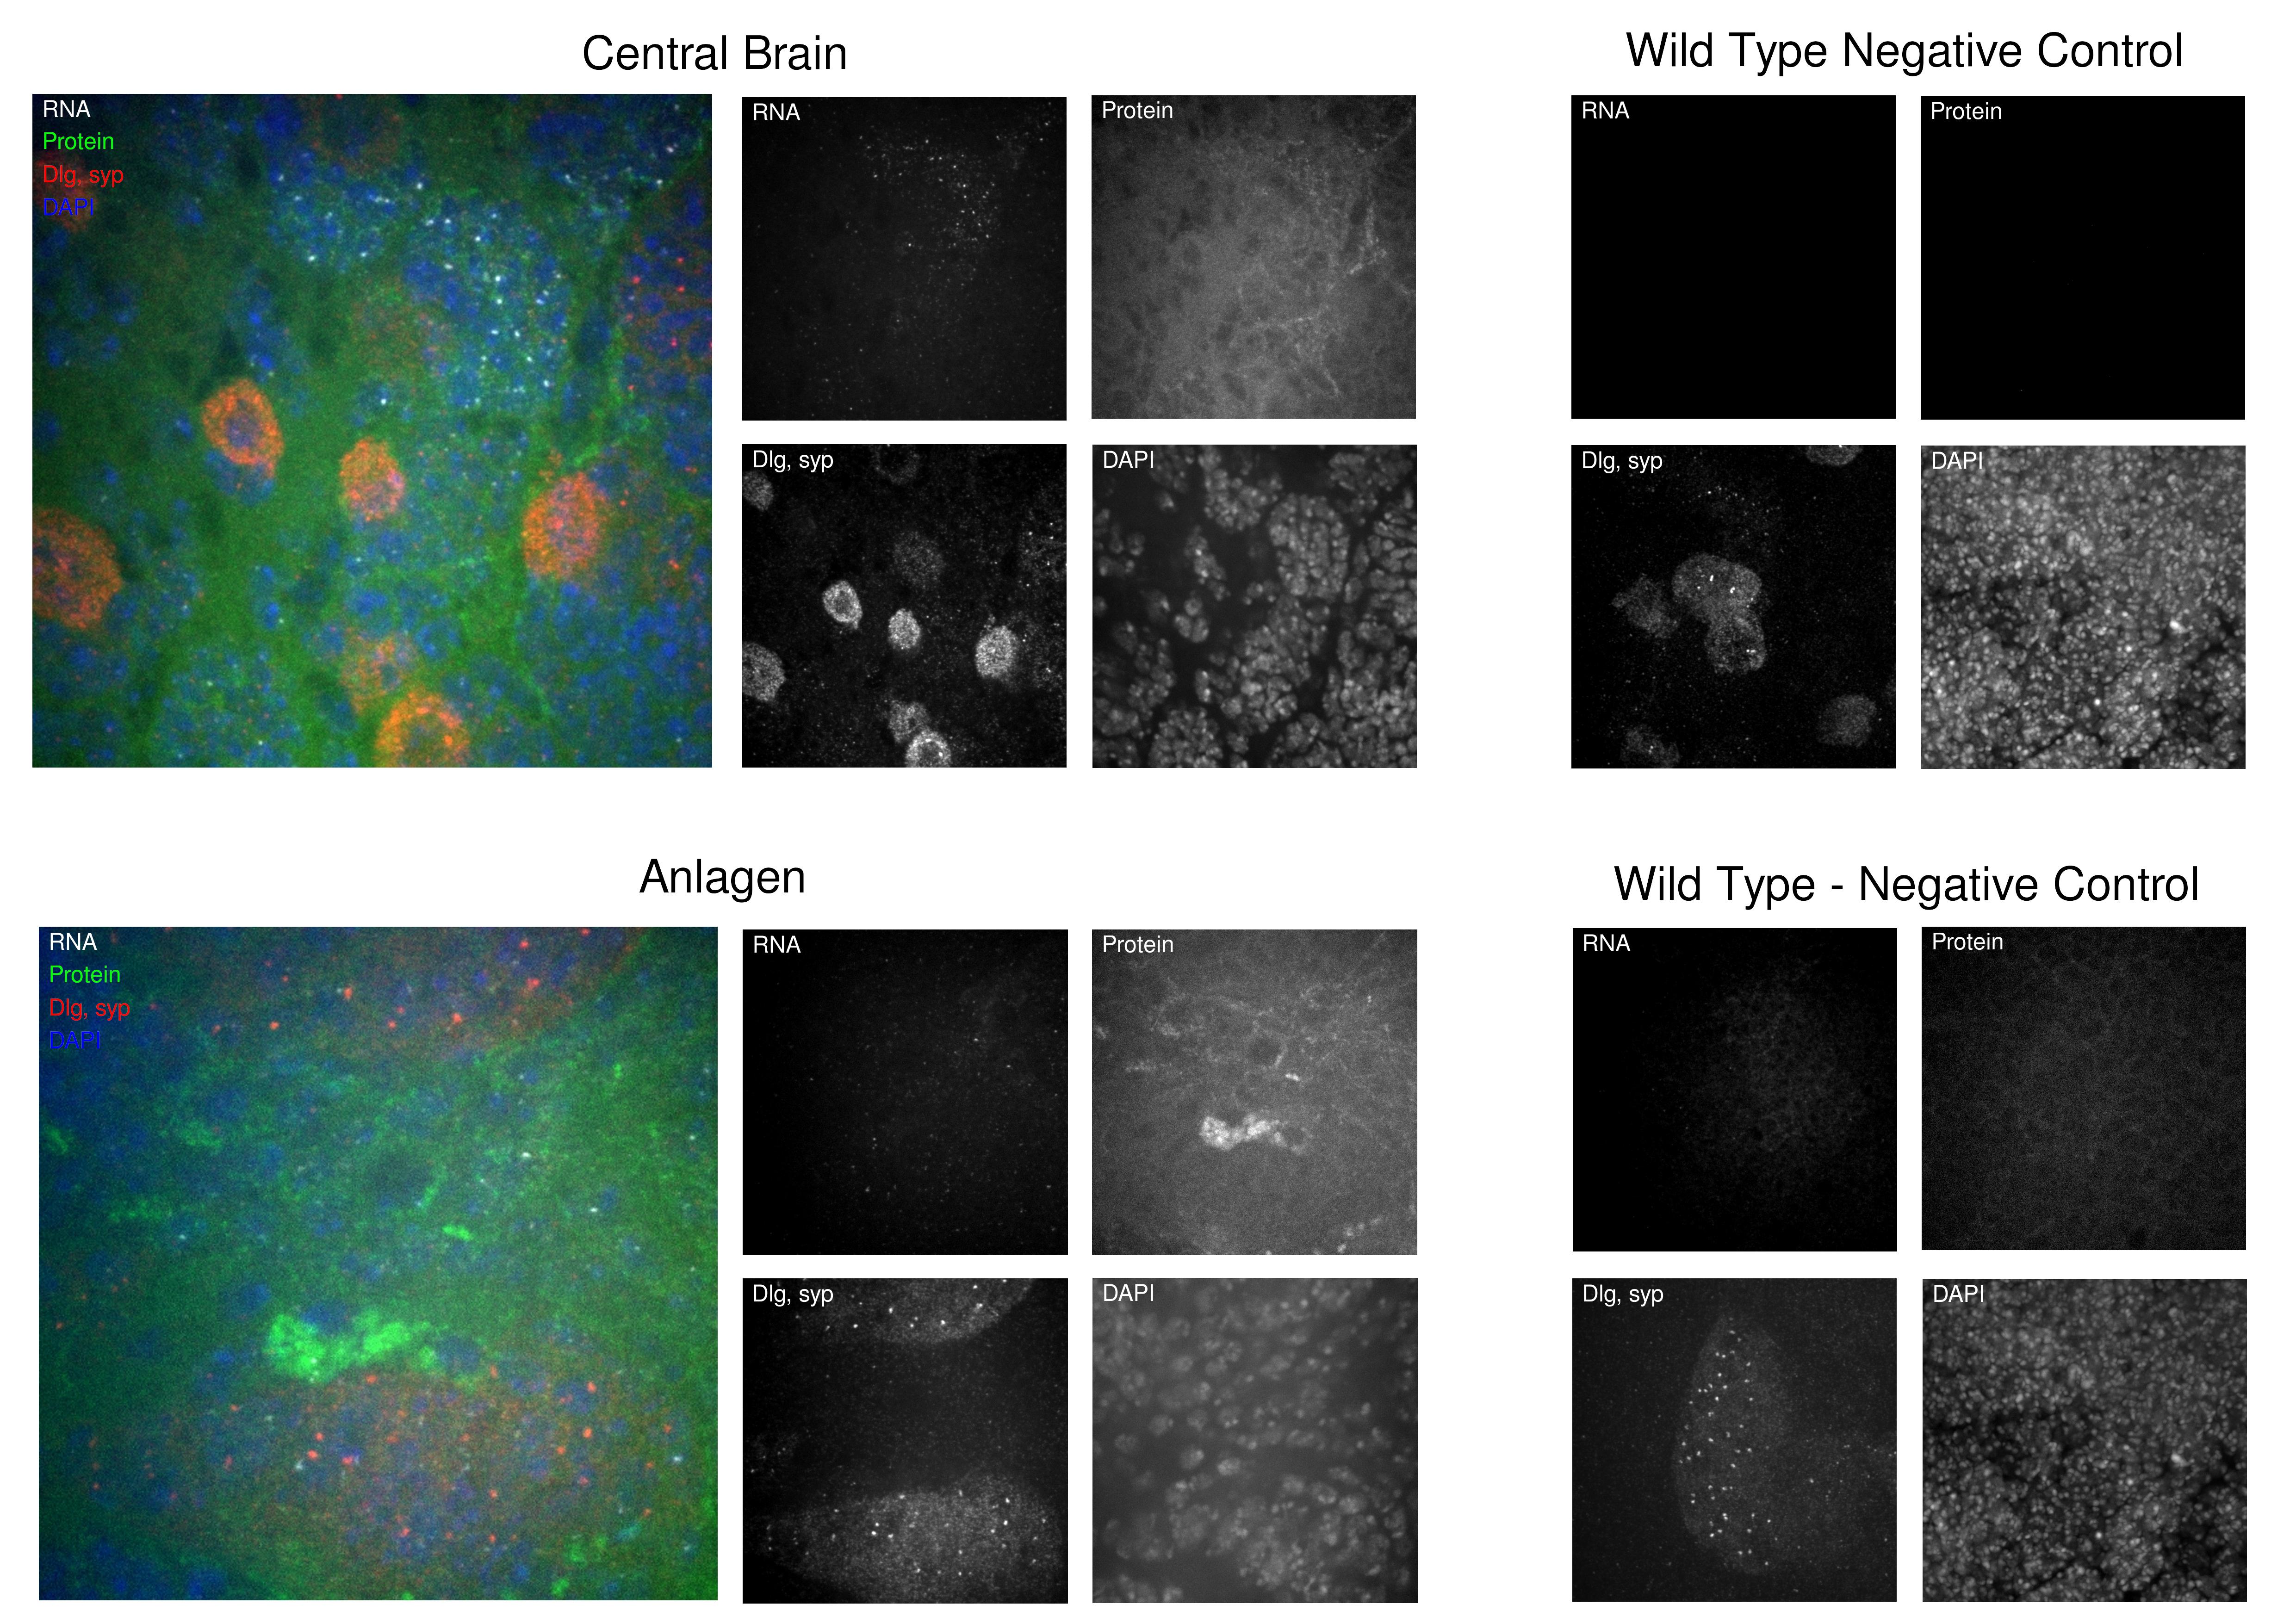 Central Brain
RNA
Protein
Dlg, syp
DAPI
RNA
Protein
Dlg, syp
DAPI
Wild Type Negative Control
RNA
Protein
Dlg, syp
DAPI
Anlagen
RNA
Protein
Dlg, syp
DAPI
RNA
Protein
Dlg, syp
DAPI
Wild Type - Negative Control
RNA
Protein
Dlg, syp
DAPI